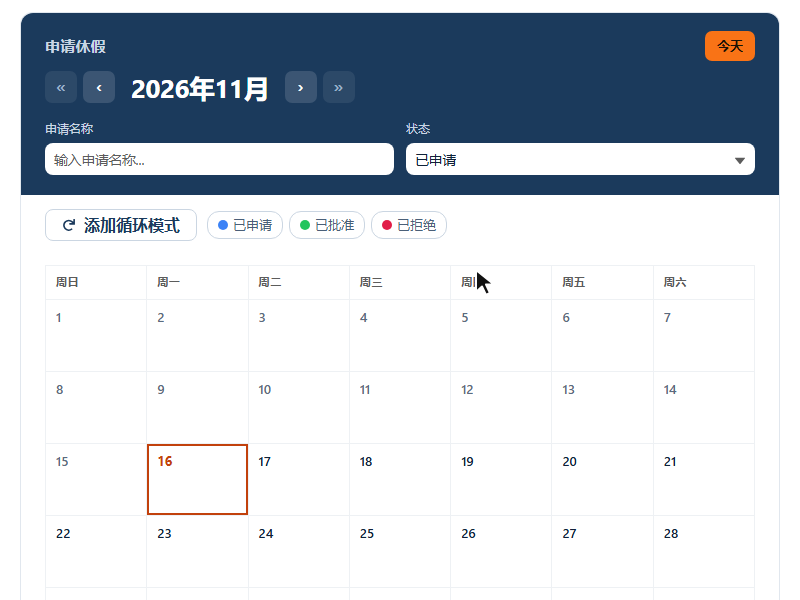 申请休假
今天
« ‹ 2026年11月 › »
申请名称 状态
输入申请名称... 已申请
添加循环模式 已申请 已批准 已拒绝
周日 周一 周二 周三 周五 周六
1 2 3 4 5 6 7
8 9 10 11 12 13 14
15 16 17 18 19 20 21
22 23 24 25 26 27 28